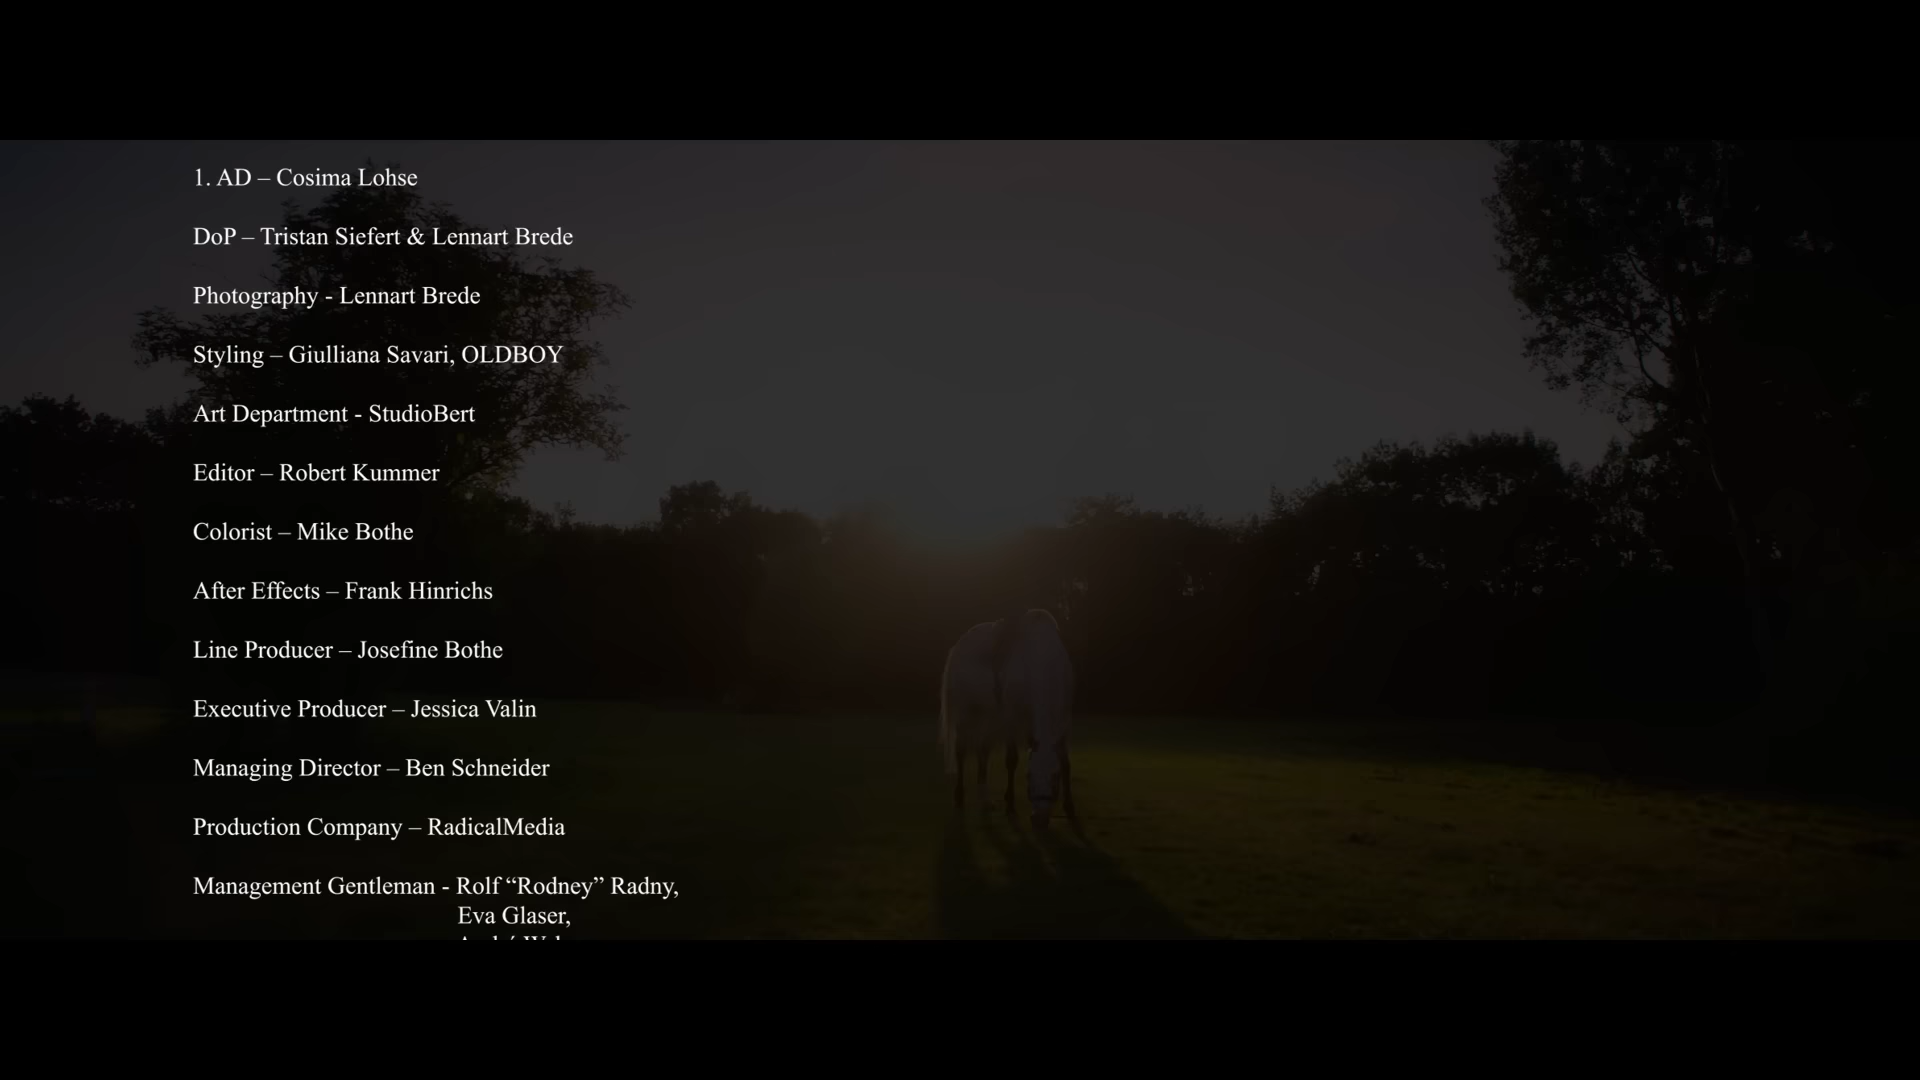 1. AD – Cosima Lohse
DoP – Tristan Siefert & Lennart Brede
Photography - Lennart Brede
Styling – Giulliana Savari, OLDBOY
Art Department - StudioBert
Editor – Robert Kummer
Colorist – Mike Bothe
After Effects – Frank Hinrichs
Line Producer – Josefine Bothe
Executive Producer – Jessica Valin
Managing Director – Ben Schneider
Production Company – RadicalMedia
Management Gentleman - Rolf “Rodney” Radny,
Eva Glaser,